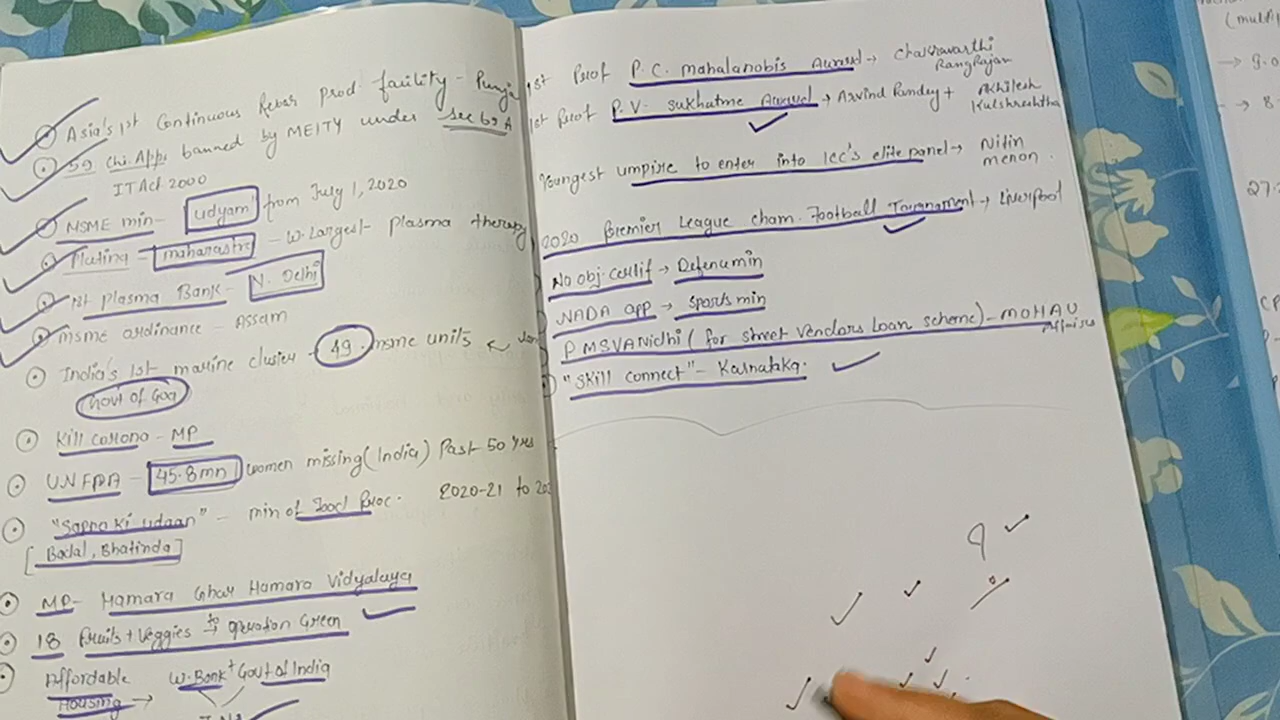 Asia's 1st Continuous Rebar prod facility - Punja
59 Chi. Apps banned by MEITY under Sec 69A
IT Act 2000
MSME min - udyam from July 1, 2020
Platina - maharastra - w. Largest plasma therapy
1st Plasma Bank - N. Delhi
msme ordinance - Assam
India's 1st marine cluster - 49 msme units
Govt of Goa
Kill corono - MP
UNFPA - 45.8mn women missing (India) Past 50 yrs
"Sapno Ki udaan" - min of Food Proc. 2020-21 to
[Badal, Bhatinda]
MP - Hamara Ghar Hamara Vidyalaya
18 Fruits + Veggies → to operation Green
Affordable Housing → W. Bank + Govt of India
1st Prof P.C. Mahalanobis Award → Chakravarthi
RangRajan
1st Prof P.V. Sukhatme Award → Arvind Pandey + Akhilesh
Kulshreshtha
Youngest umpire to enter into ICC's elite panel → Nitin
menon.
2020 Premier League cham. Football Tournament → Liverpool
No obj. certif → Defence min
NADA app → Sports min
PMSVANidhi (for street Vendors Loan scheme) - MOHAU
Affairs
"Skill connect" - Karnataka.
9